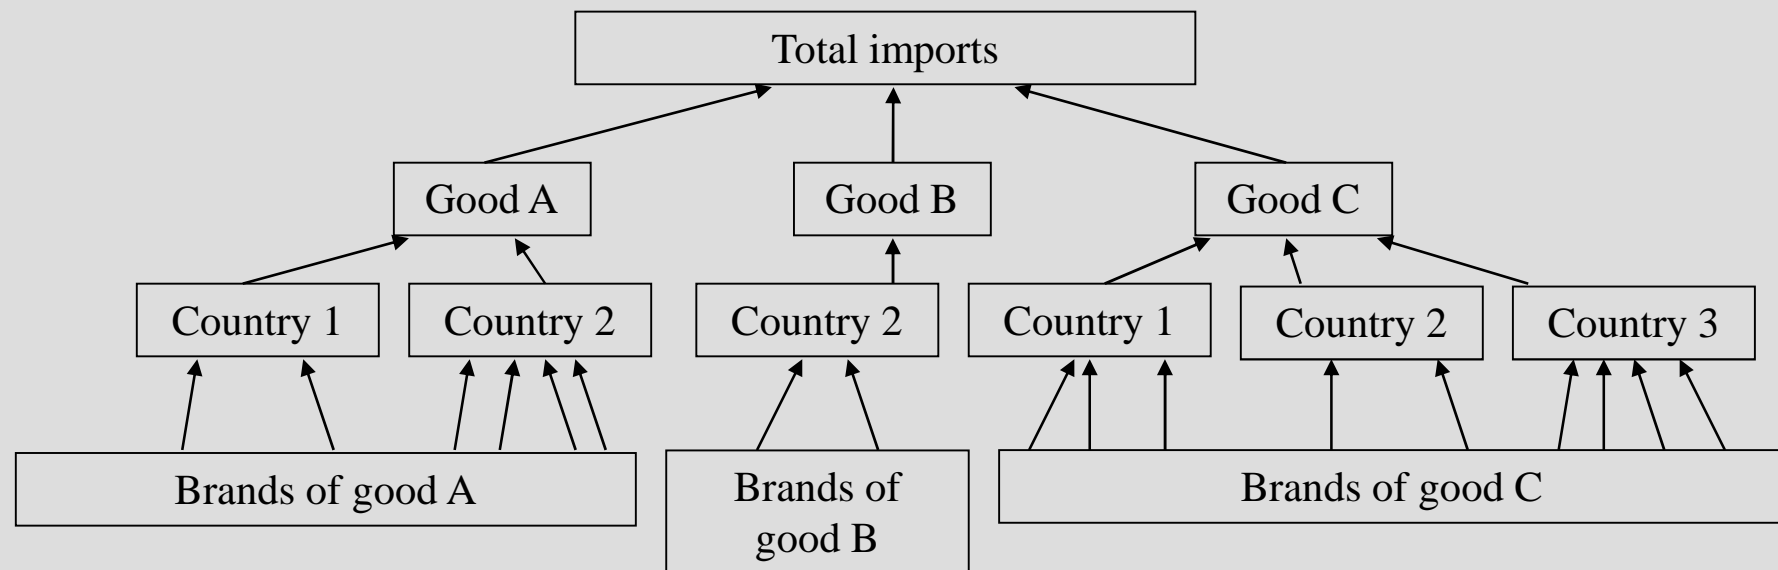 Total imports
Good A
Good B
Good C
Country 1
Country 2
Country 2
Country 1
Country 2
Country 3
Brands of good A
Brands of
good B
Brands of good C